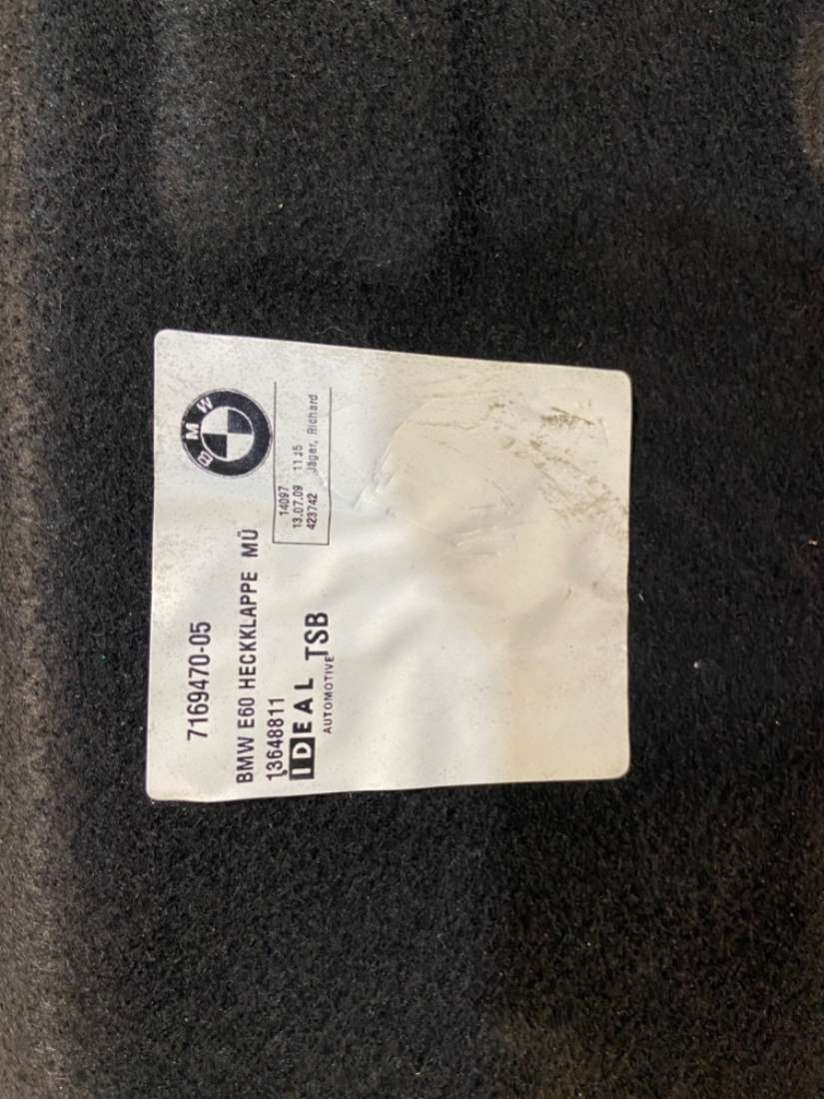 7169470-05
BMW
BMW E60 HECKKLAPPE MÜ
13648811
IDEAL TSB
AUTOMOTIVE
14097
13.07.09 11:15
423742 Jäger, Richard